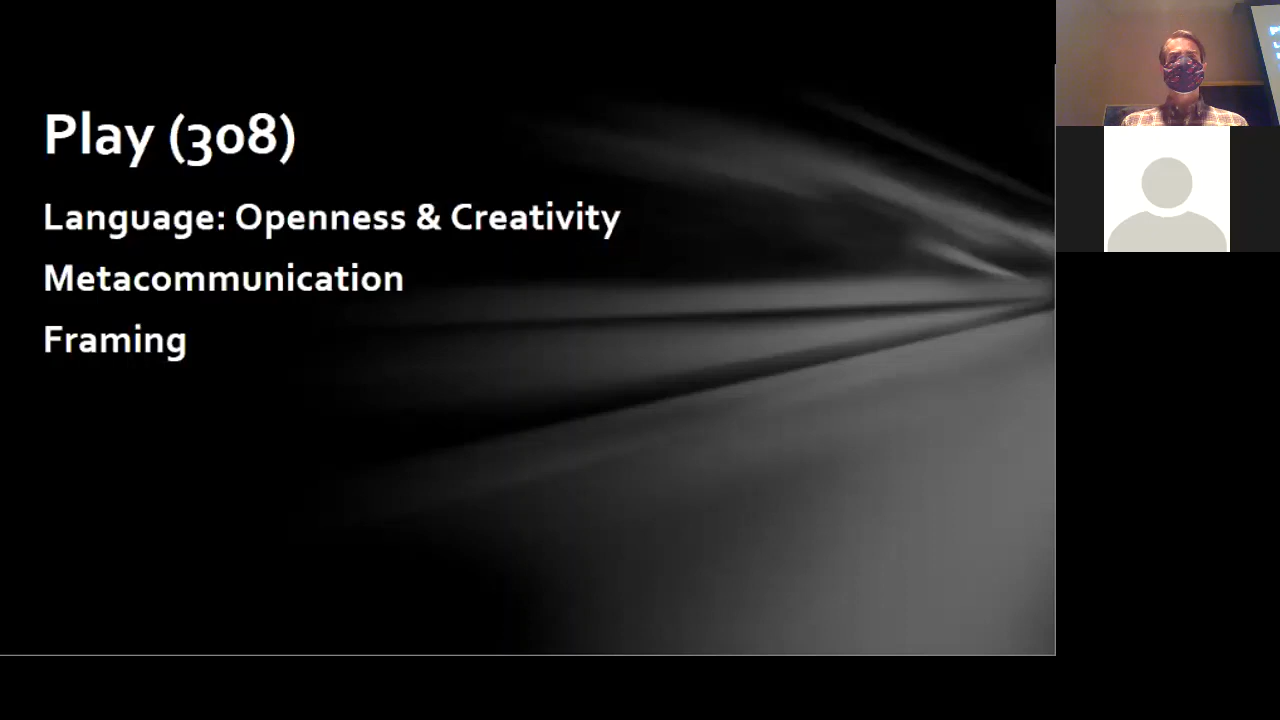 Play (308)
Language: Openness & Creativity
Metacommunication
Framing